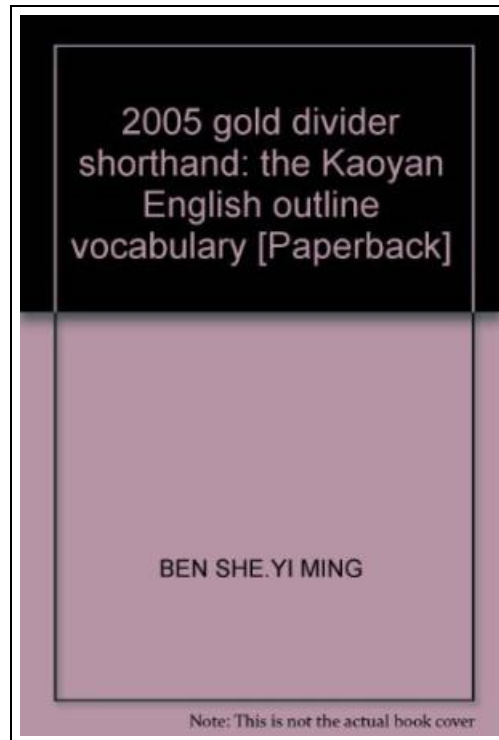 2005 gold divider
shorthand: the Kaoyan
English outline
vocabulary [Paperback]
BEN SHE.YI MING
Note: This is not the actual book cover